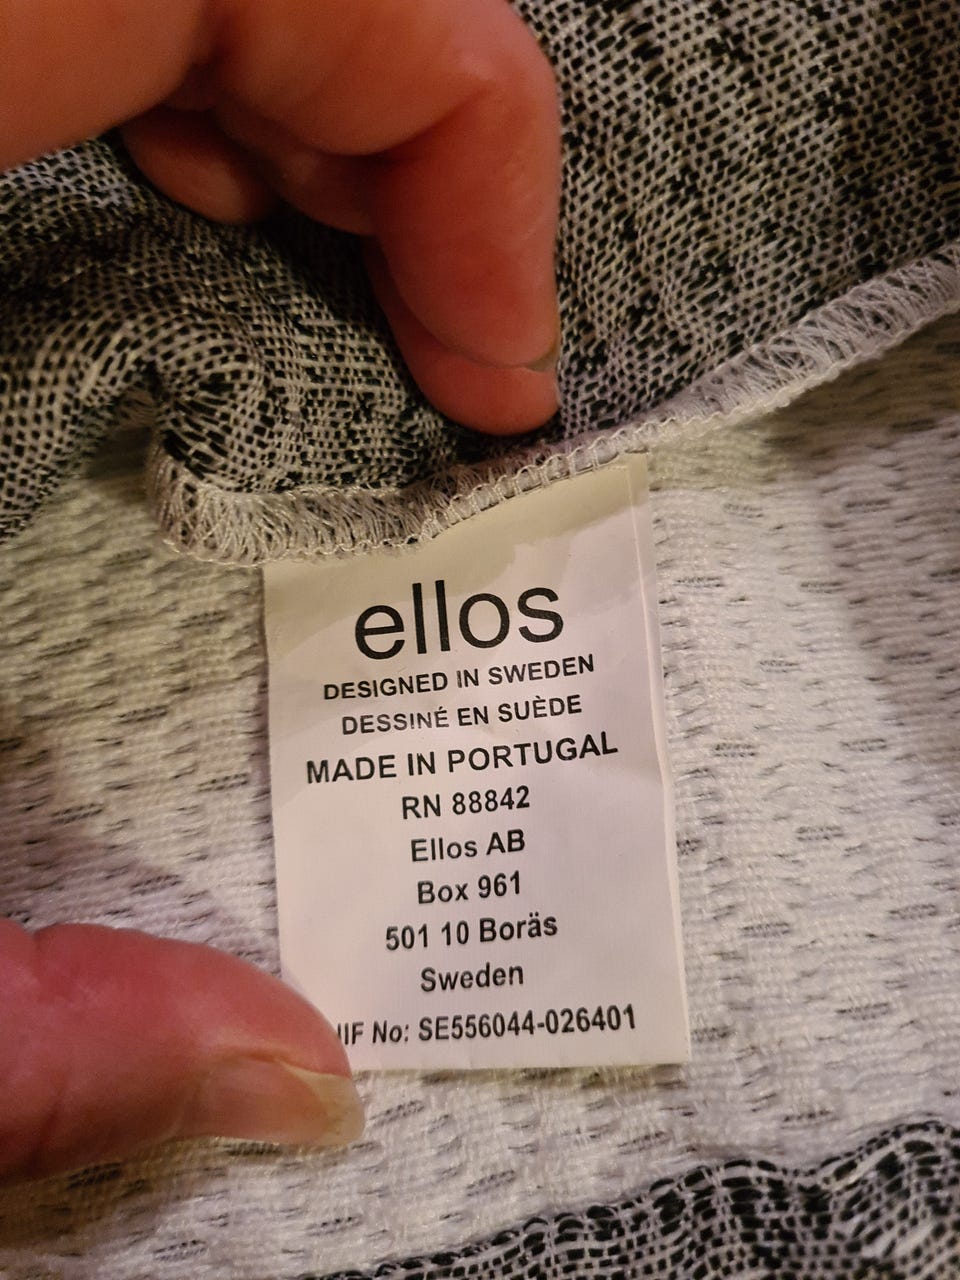 ellos
DESIGNED IN SWEDEN
DESSINÉ EN SUÈDE
MADE IN PORTUGAL
RN 88842
Ellos AB
Box 961
501 10 Borås
Sweden
No: SE556044-026401